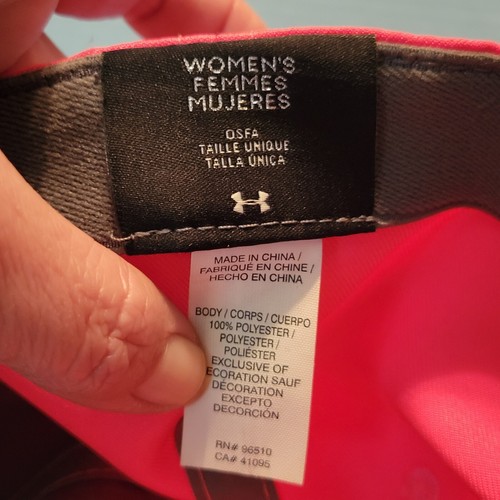 WOMEN'S
FEMMES
MUJERES
OSFA
TAILLE UNIQUE
TALLA ÚNICA
MADE IN CHINA /
FABRIQUÉ EN CHINE /
HECHO EN CHINA
BODY / CORPS / CUERPO
100% POLYESTER /
POLYESTER /
POLIÉSTER
EXCLUSIVE OF
ECORATION SAUF
DÉCORATION
EXCEPTO
DECORCIÓN
RN# 96510
CA# 41095